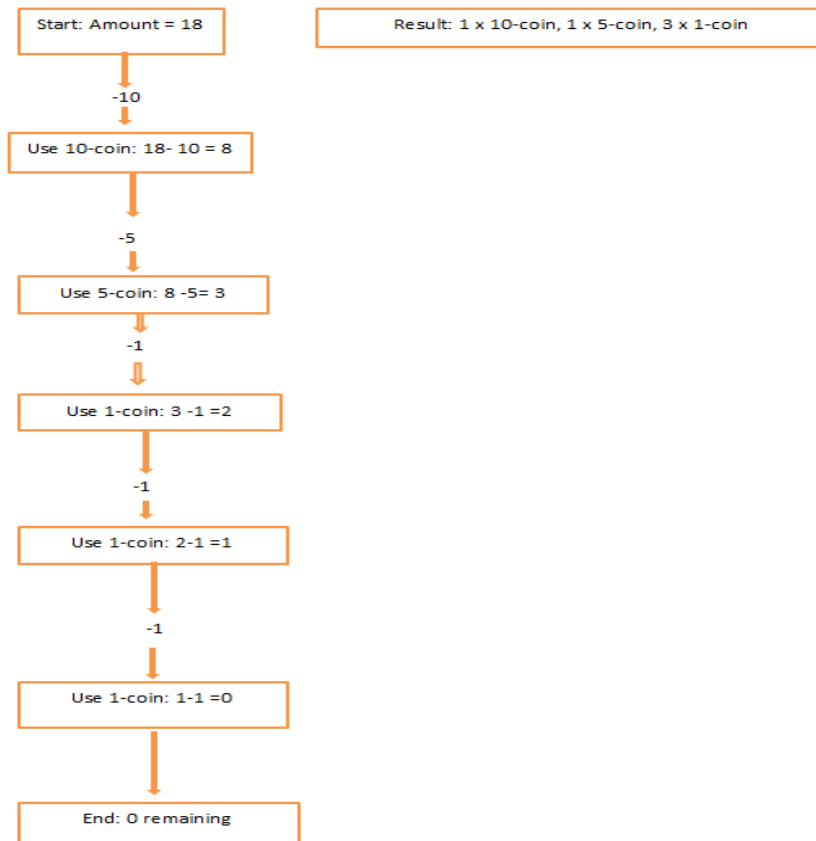 Start: Amount = 18
Result: 1 x 10-coin, 1 x 5-coin, 3 x 1-coin
-10
Use 10-coin: 18- 10 = 8
-5
Use 5-coin: 8 -5= 3
-1
Use 1-coin: 3 -1 =2
-1
Use 1-coin: 2-1 =1
-1
Use 1-coin: 1-1 =0
End: 0 remaining